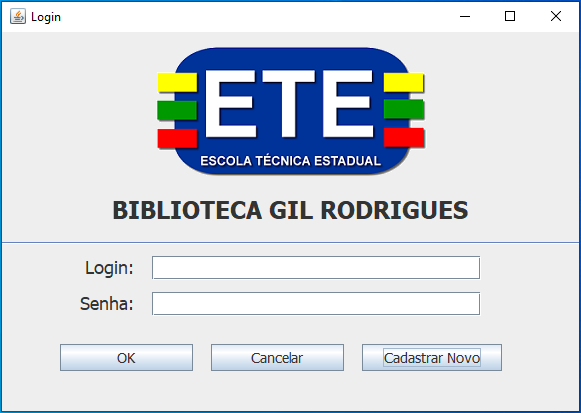 Login
ETE
ESCOLA TÉCNICA ESTADUAL
BIBLIOTECA GIL RODRIGUES
Login:
Senha:
OK Cancelar Cadastrar Novo